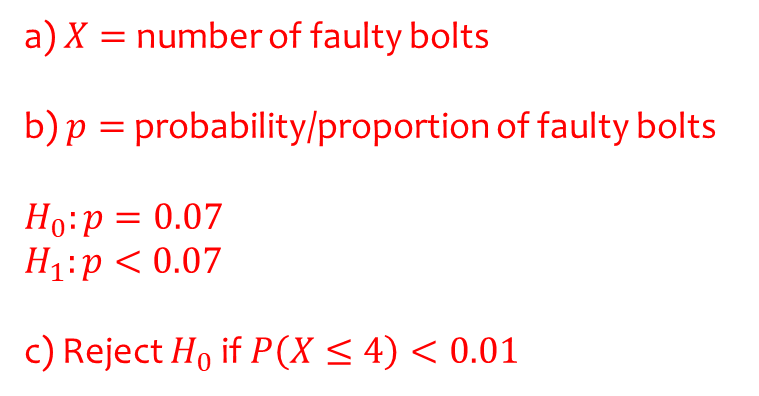 a) X = number of faulty bolts
b) p = probability/proportion of faulty bolts
H₀: p = 0.07
H₁: p < 0.07
c) Reject H₀ if P(X ≤ 4) < 0.01